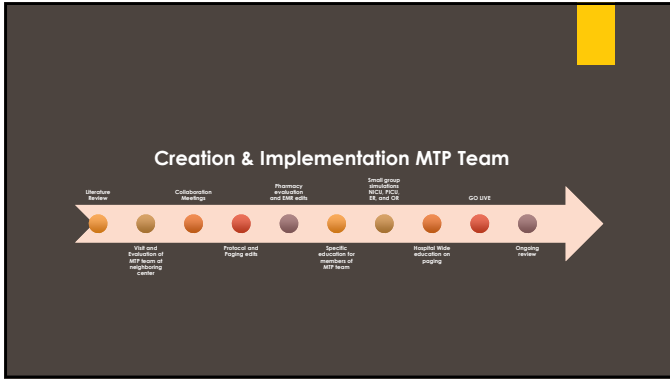 Creation & Implementation MTP Team
Literature
Review
Visit and
Evaluation of
MTP team at
neighboring
center
Collaboration
Meetings
Protocal and
Paging edits
Pharmacy
evaluation
and EMR edits
Specific
education for
members of
MTP team
Small group
simulations
NICU, PICU,
ER, and OR
Hospital Wide
education on
paging
GO LIVE
Ongoing
review